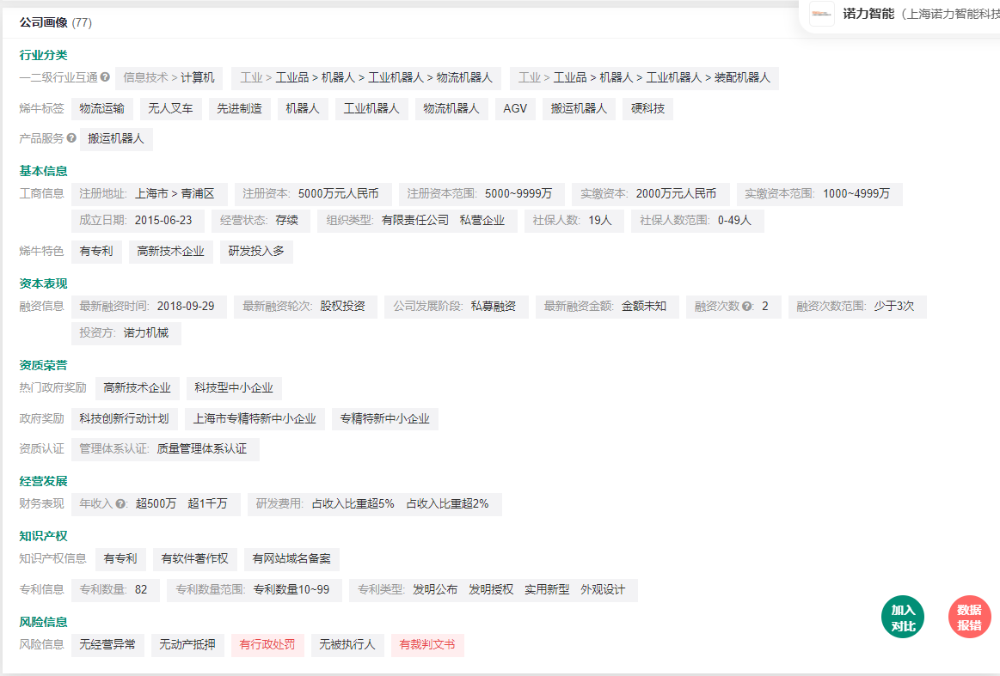 公司画像 (77)
诺力智能（上海诺力智能科技
行业分类
一二级行业互通 ? 信息技术 > 计算机 工业 > 工业品 > 机器人 > 工业机器人 > 物流机器人 工业 > 工业品 > 机器人 > 工业机器人 > 装配机器人
烯牛标签 物流运输 无人叉车 先进制造 机器人 工业机器人 物流机器人 AGV 搬运机器人 硬科技
产品服务 ? 搬运机器人
基本信息
工商信息 注册地址: 上海市 > 青浦区 注册资本: 5000万元人民币 注册资本范围: 5000~9999万 实缴资本: 2000万元人民币 实缴资本范围: 1000~4999万
成立日期: 2015-06-23 经营状态: 存续 组织类型: 有限责任公司 私营企业 社保人数: 19人 社保人数范围: 0-49人
烯牛特色 有专利 高新技术企业 研发投入多
资本表现
融资信息 最新融资时间: 2018-09-29 最新融资轮次: 股权投资 公司发展阶段: 私募融资 最新融资金额: 金额未知 融资次数 ?: 2 融资次数范围: 少于3次
投资方: 诺力机械
资质荣誉
热门政府奖励 高新技术企业 科技型中小企业
政府奖励 科技创新行动计划 上海市专精特新中小企业 专精特新中小企业
资质认证 管理体系认证: 质量管理体系认证
经营发展
财务表现 年收入 ?: 超500万 超1千万 研发费用: 占收入比重超5% 占收入比重超2%
知识产权
知识产权信息 有专利 有软件著作权 有网站域名备案
专利信息 专利数量: 82 专利数量范围: 专利数量10~99 专利类型: 发明公布 发明授权 实用新型 外观设计
风险信息
风险信息 无经营异常 无动产抵押 有行政处罚 无被执行人 有裁判文书
加入
对比
数据
报错